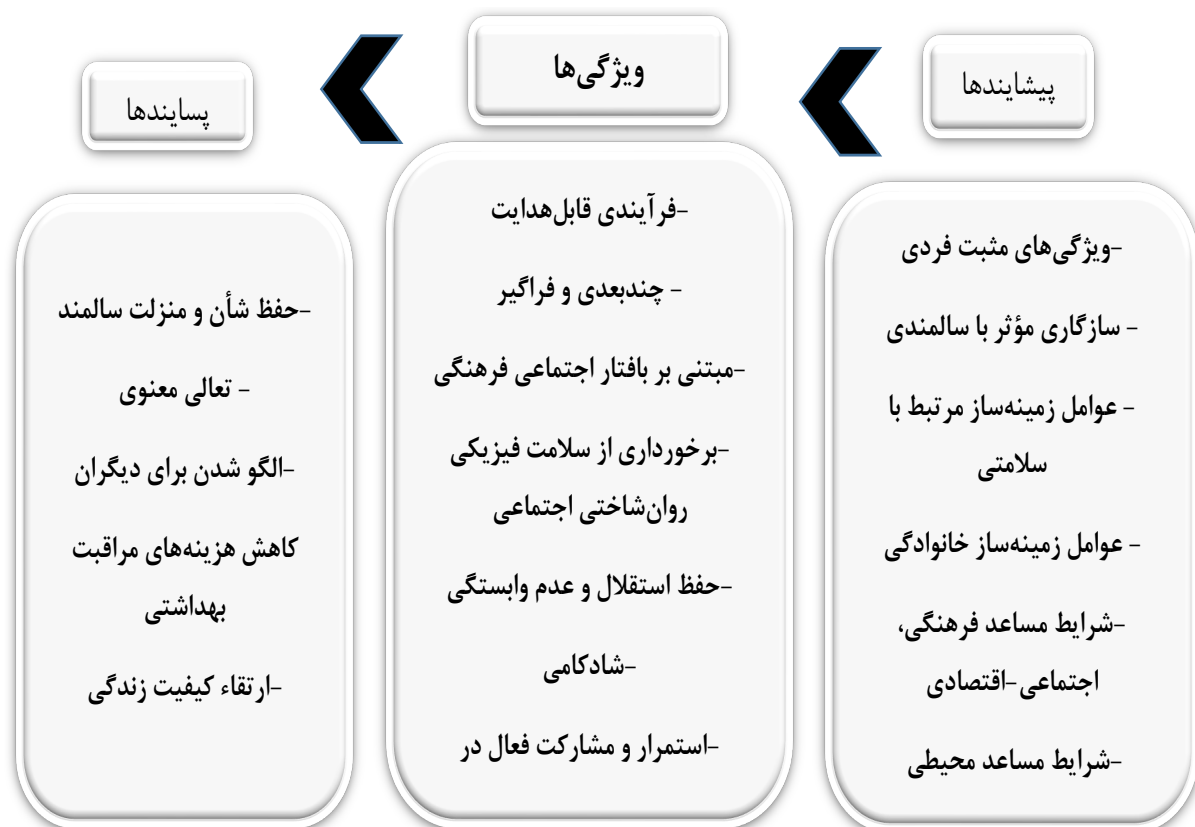 پیشایندها
-ویژگی‌های مثبت فردی
- سازگاری مؤثر با سالمندی
- عوامل زمینه‌ساز مرتبط با
سلامتی
- عوامل زمینه‌ساز خانوادگی
-شرایط مساعد فرهنگی،
اجتماعی-اقتصادی
-شرایط مساعد محیطی
ویژگی‌ها
-فرآیندی قابل‌هدایت
- چندبعدی و فراگیر
-مبتنی بر بافتار اجتماعی فرهنگی
-برخورداری از سلامت فیزیکی
روان‌شاختی اجتماعی
-حفظ استقلال و عدم وابستگی
-شادکامی
-استمرار و مشارکت فعال در
پسایندها
-حفظ شأن و منزلت سالمند
- تعالی معنوی
-الگو شدن برای دیگران
کاهش هزینه‌های مراقبت
بهداشتی
-ارتقاء کیفیت زندگی